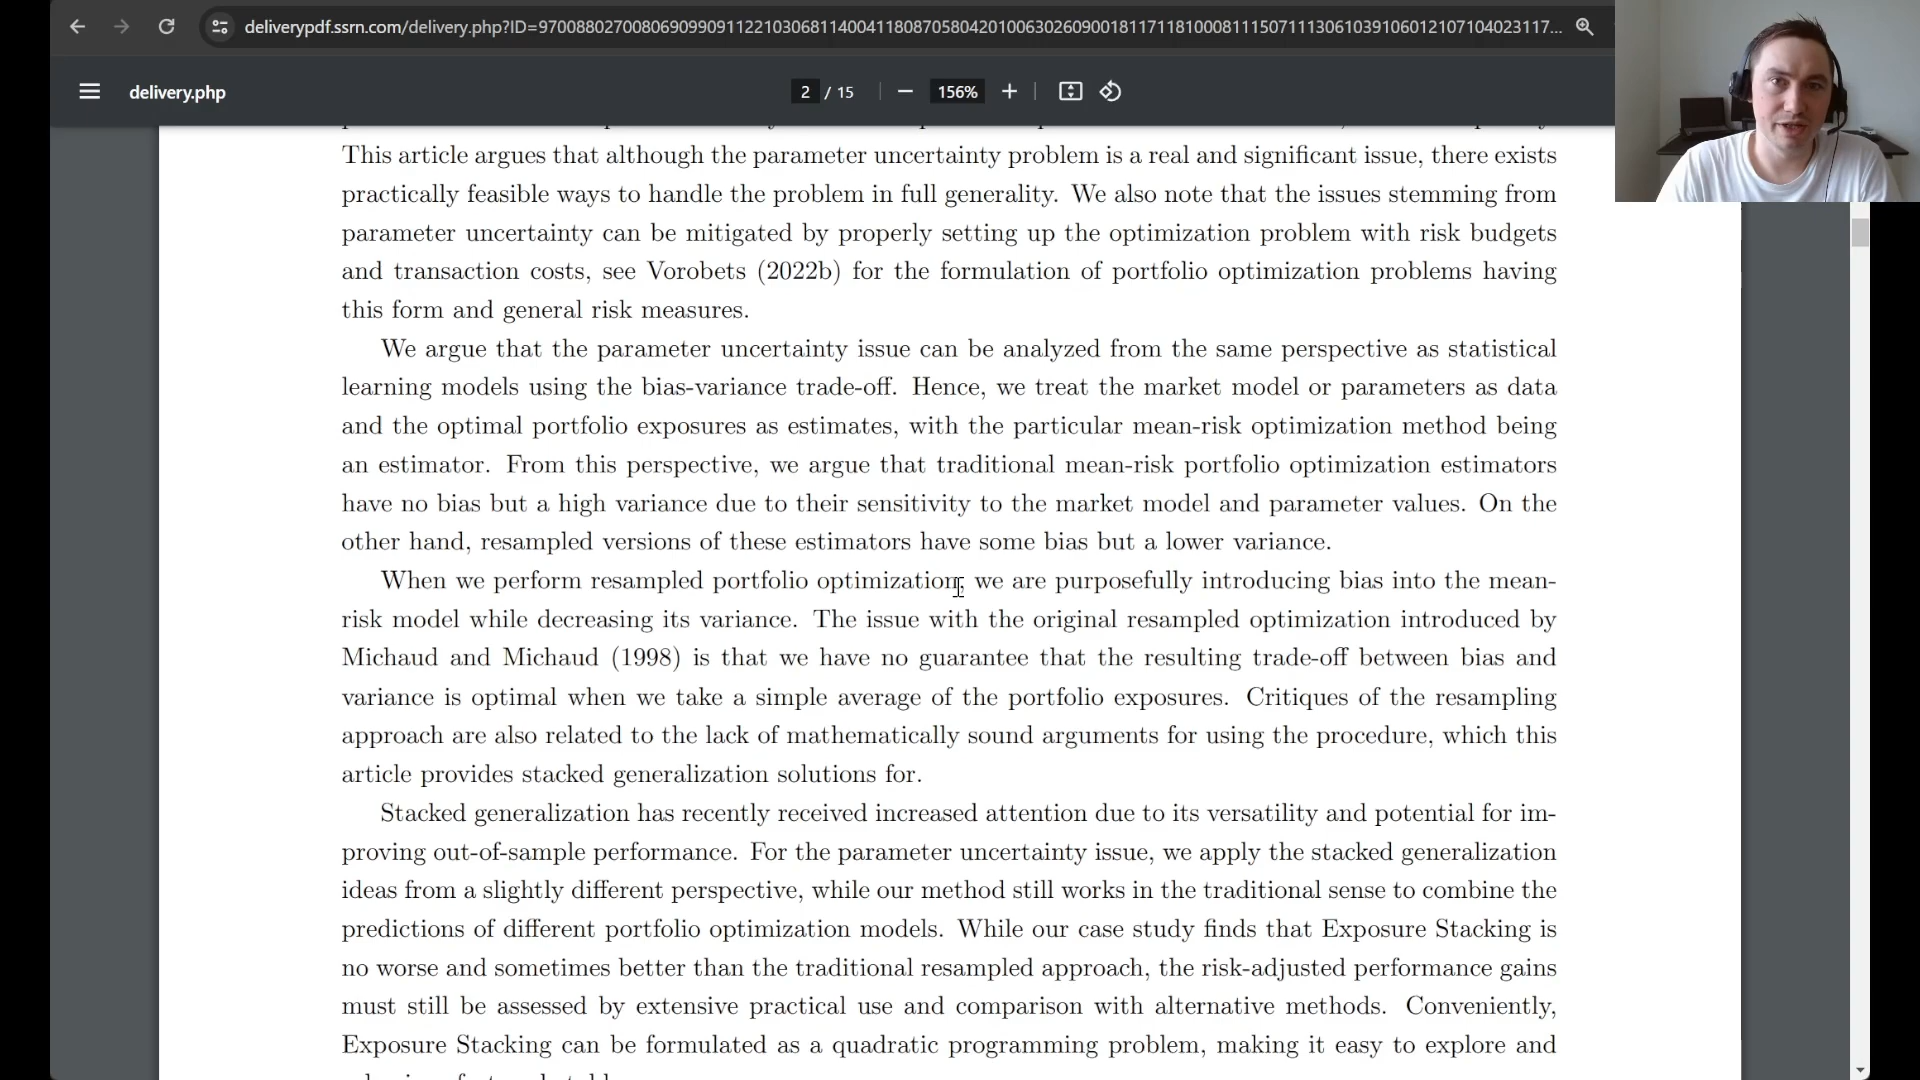 deliverypdf.ssrn.com/delivery.php?ID=9700880270080690990911221030681140041180870580420100630260900181171181000811150711130610391060121071040231 17...
delivery.php
2 / 15
156%
This article argues that although the parameter uncertainty problem is a real and significant issue, there exists
practically feasible ways to handle the problem in full generality. We also note that the issues stemming from
parameter uncertainty can be mitigated by properly setting up the optimization problem with risk budgets
and transaction costs, see Vorobets (2022b) for the formulation of portfolio optimization problems having
this form and general risk measures.
We argue that the parameter uncertainty issue can be analyzed from the same perspective as statistical
learning models using the bias-variance trade-off. Hence, we treat the market model or parameters as data
and the optimal portfolio exposures as estimates, with the particular mean-risk optimization method being
an estimator. From this perspective, we argue that traditional mean-risk portfolio optimization estimators
have no bias but a high variance due to their sensitivity to the market model and parameter values. On the
other hand, resampled versions of these estimators have some bias but a lower variance.
When we perform resampled portfolio optimization, we are purposefully introducing bias into the mean-
risk model while decreasing its variance. The issue with the original resampled optimization introduced by
Michaud and Michaud (1998) is that we have no guarantee that the resulting trade-off between bias and
variance is optimal when we take a simple average of the portfolio exposures. Critiques of the resampling
approach are also related to the lack of mathematically sound arguments for using the procedure, which this
article provides stacked generalization solutions for.
Stacked generalization has recently received increased attention due to its versatility and potential for im-
proving out-of-sample performance. For the parameter uncertainty issue, we apply the stacked generalization
ideas from a slightly different perspective, while our method still works in the traditional sense to combine the
predictions of different portfolio optimization models. While our case study finds that Exposure Stacking is
no worse and sometimes better than the traditional resampled approach, the risk-adjusted performance gains
must still be assessed by extensive practical use and comparison with alternative methods. Conveniently,
Exposure Stacking can be formulated as a quadratic programming problem, making it easy to explore and